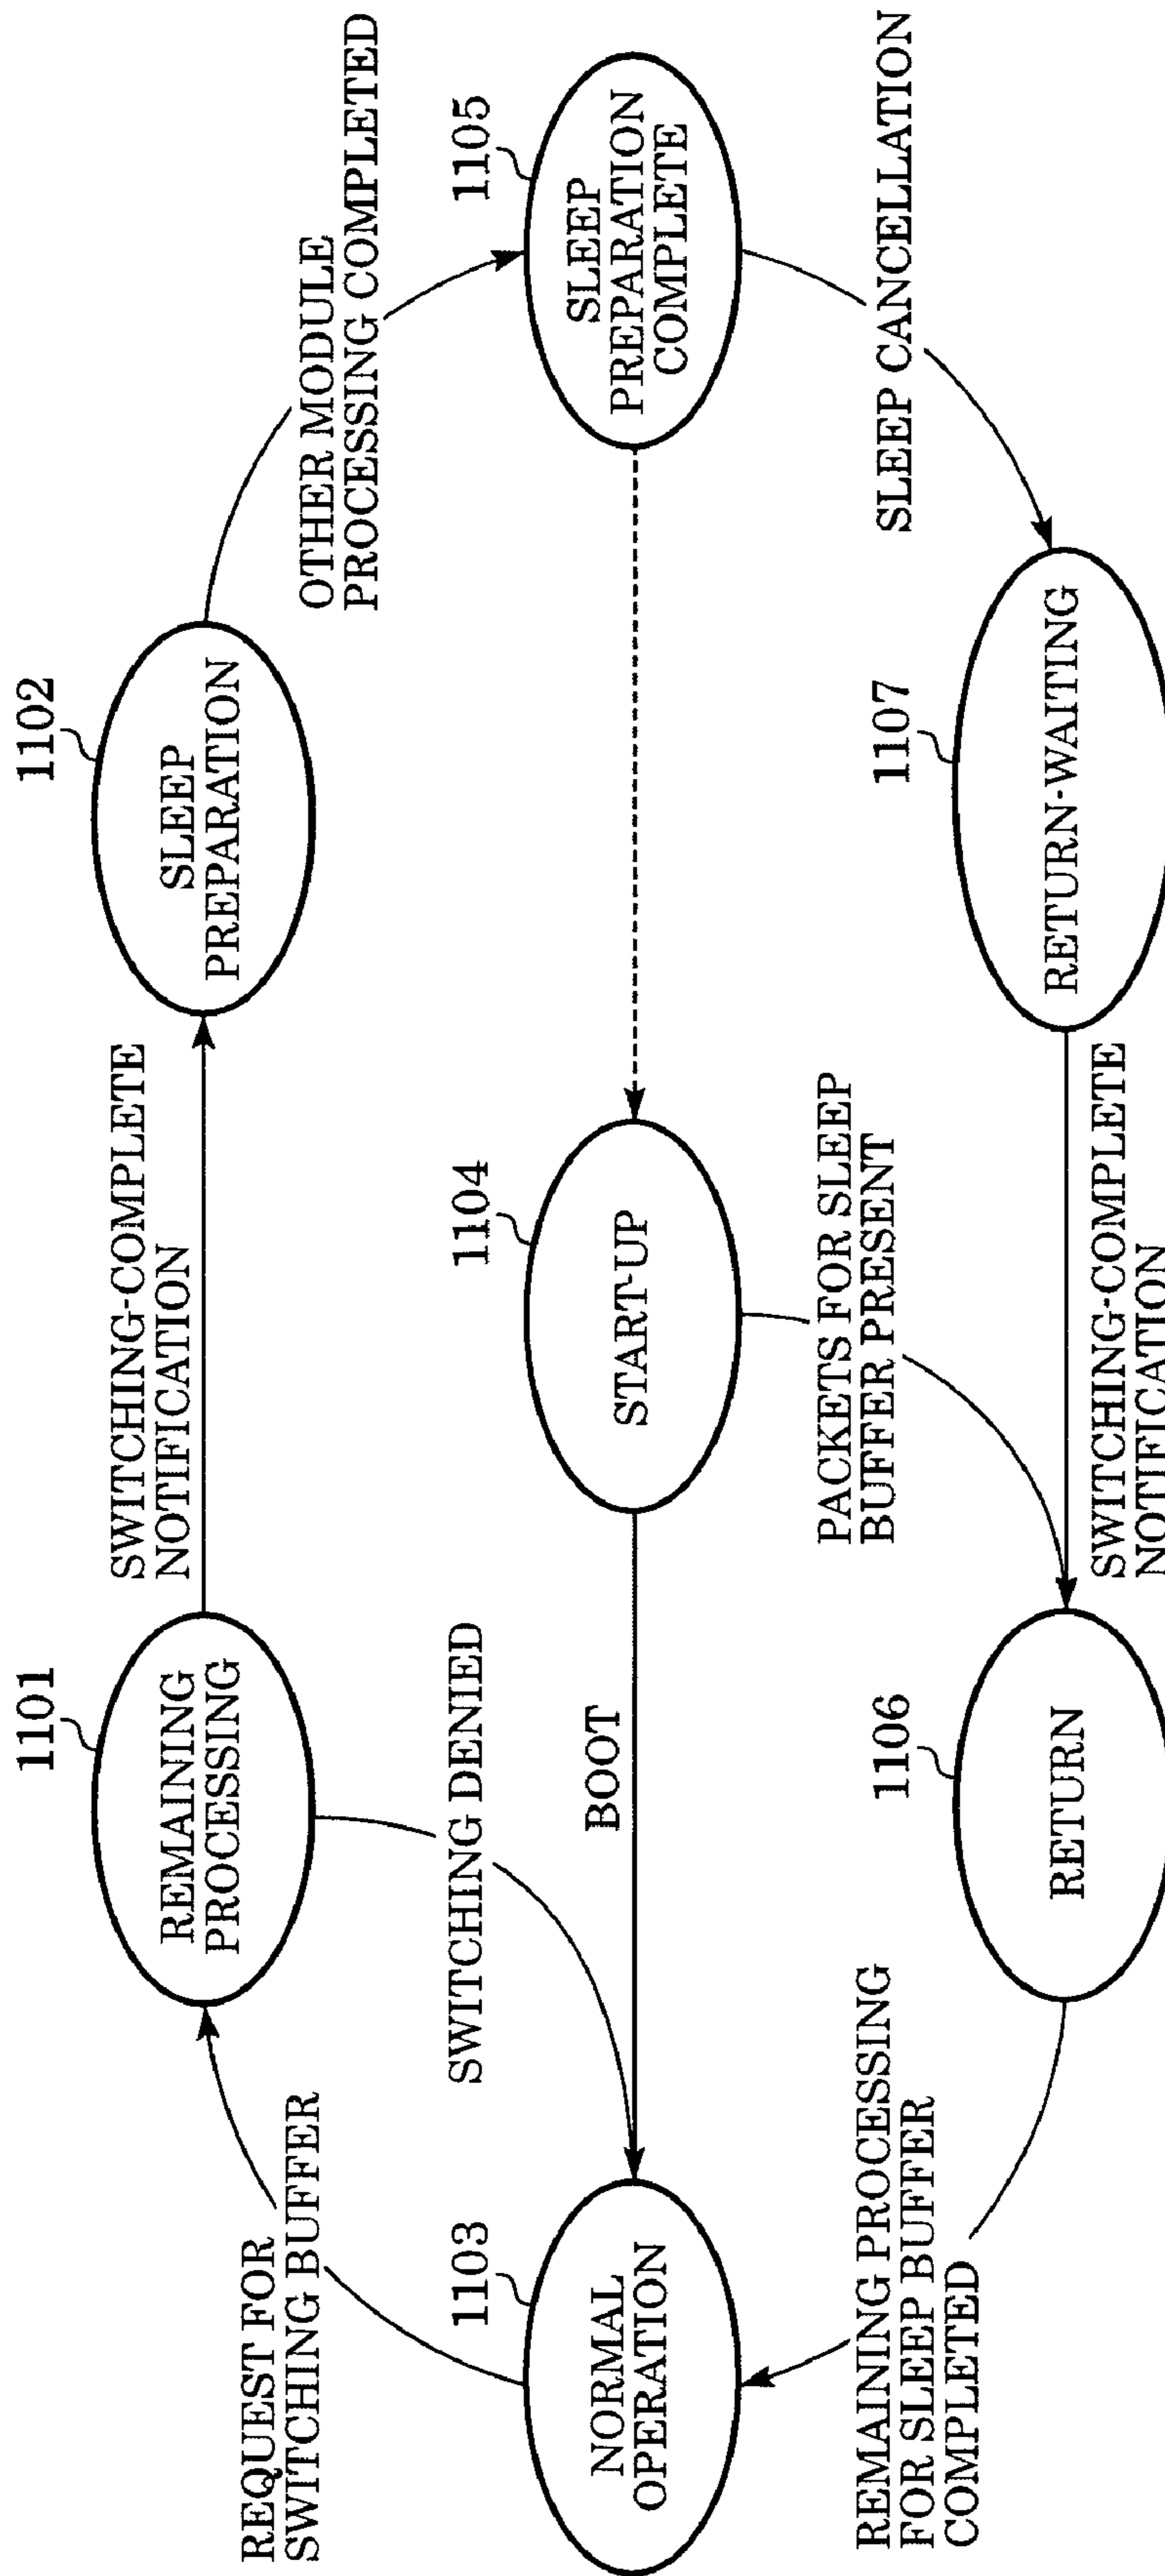 1101
REMAINING
PROCESSING
SWITCHING-COMPLETE
NOTIFICATION
1102
SLEEP
PREPARATION
OTHER MODULE
PROCESSING COMPLETED
REQUEST FOR
SWITCHING BUFFER
SWITCHING DENIED
1103
NORMAL
OPERATION
BOOT
1104
START-UP
1105
SLEEP
PREPARATION
COMPLETE
PACKETS FOR SLEEP
BUFFER PRESENT
SLEEP CANCELLATION
REMAINING PROCESSING
FOR SLEEP BUFFER
COMPLETED
1106
RETURN
SWITCHING-COMPLETE
NOTIFICATION
1107
RETURN-WAITING